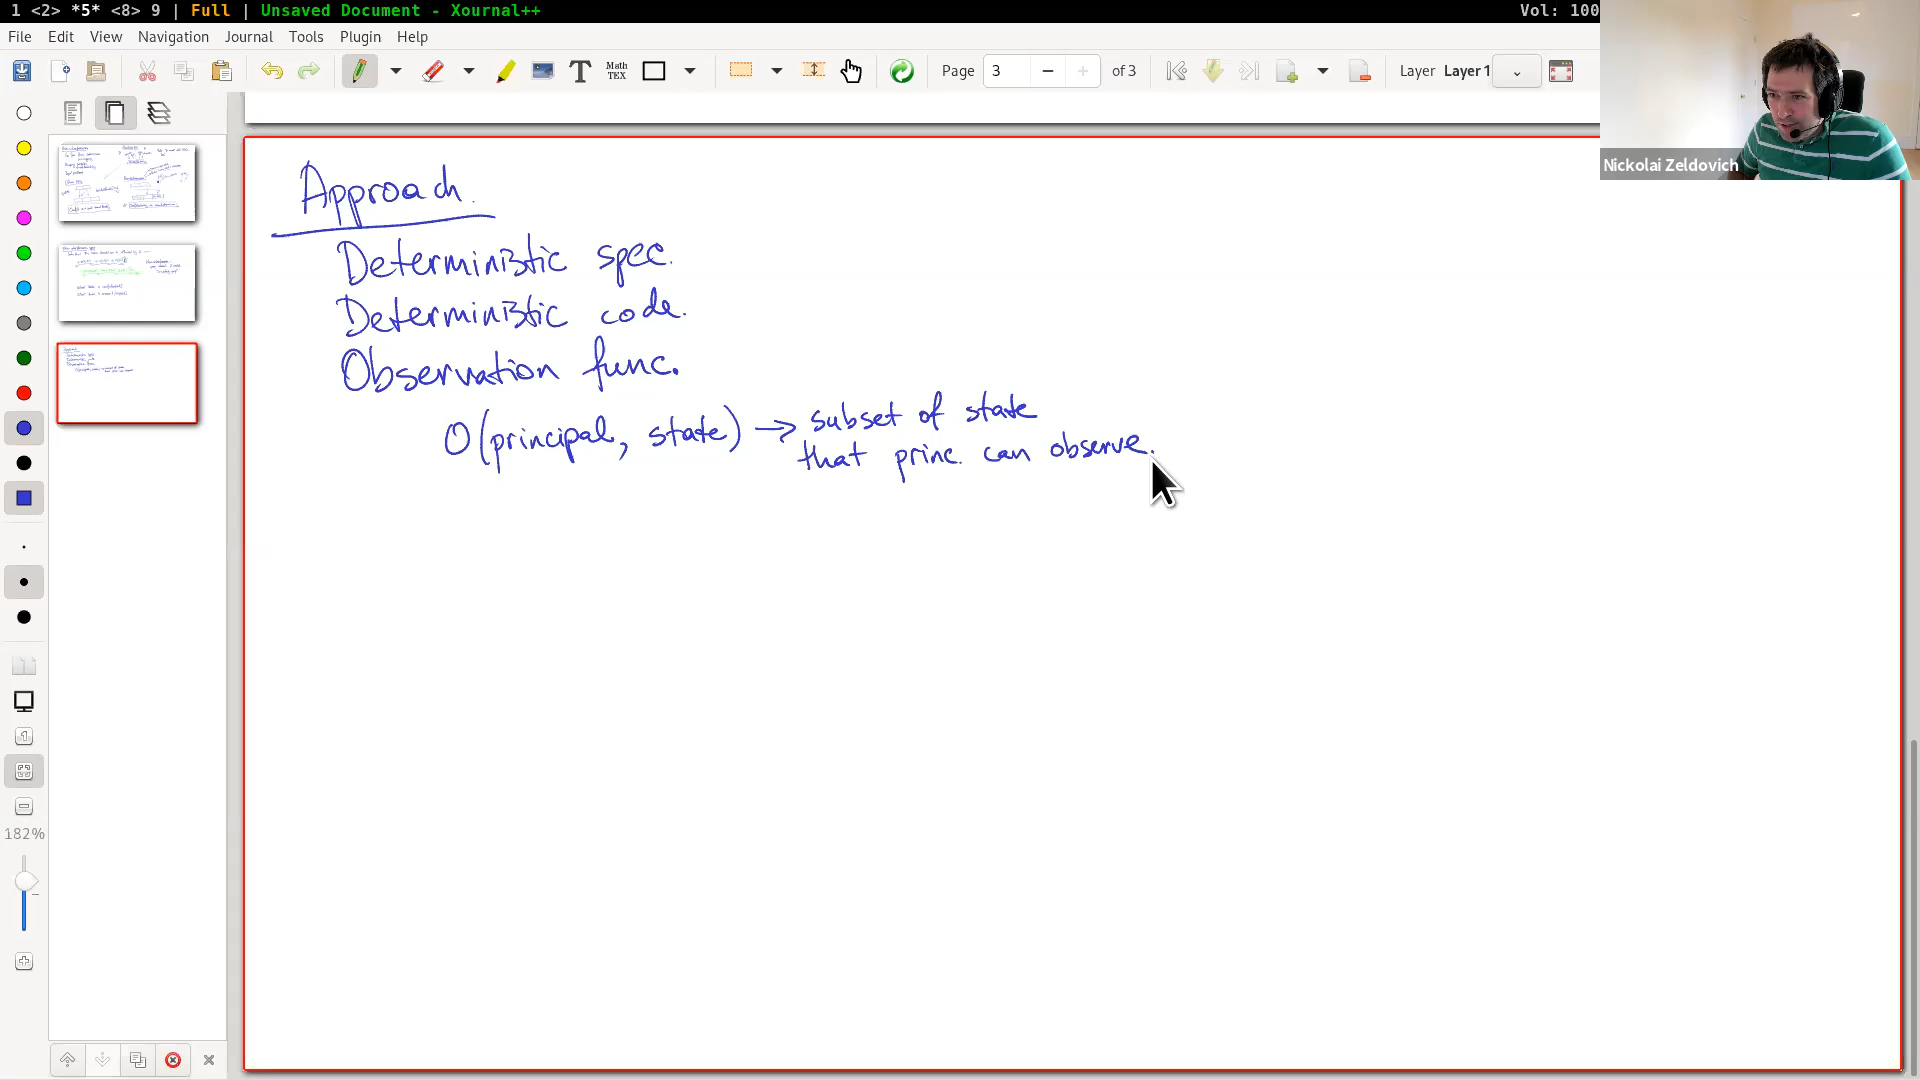 1 <2> *5* <8> 9 | Full | Unsaved Document - Xournal++
Vol: 100
File Edit View Navigation Journal Tools Plugin Help
Math
TEX
Page 3 of 3
Layer Layer 1
Nickolai Zeldovich
Approach.
Deterministic spec.
Deterministic code.
Observation func.
O(principal, state) → subset of state
that princ. can observe.
182%